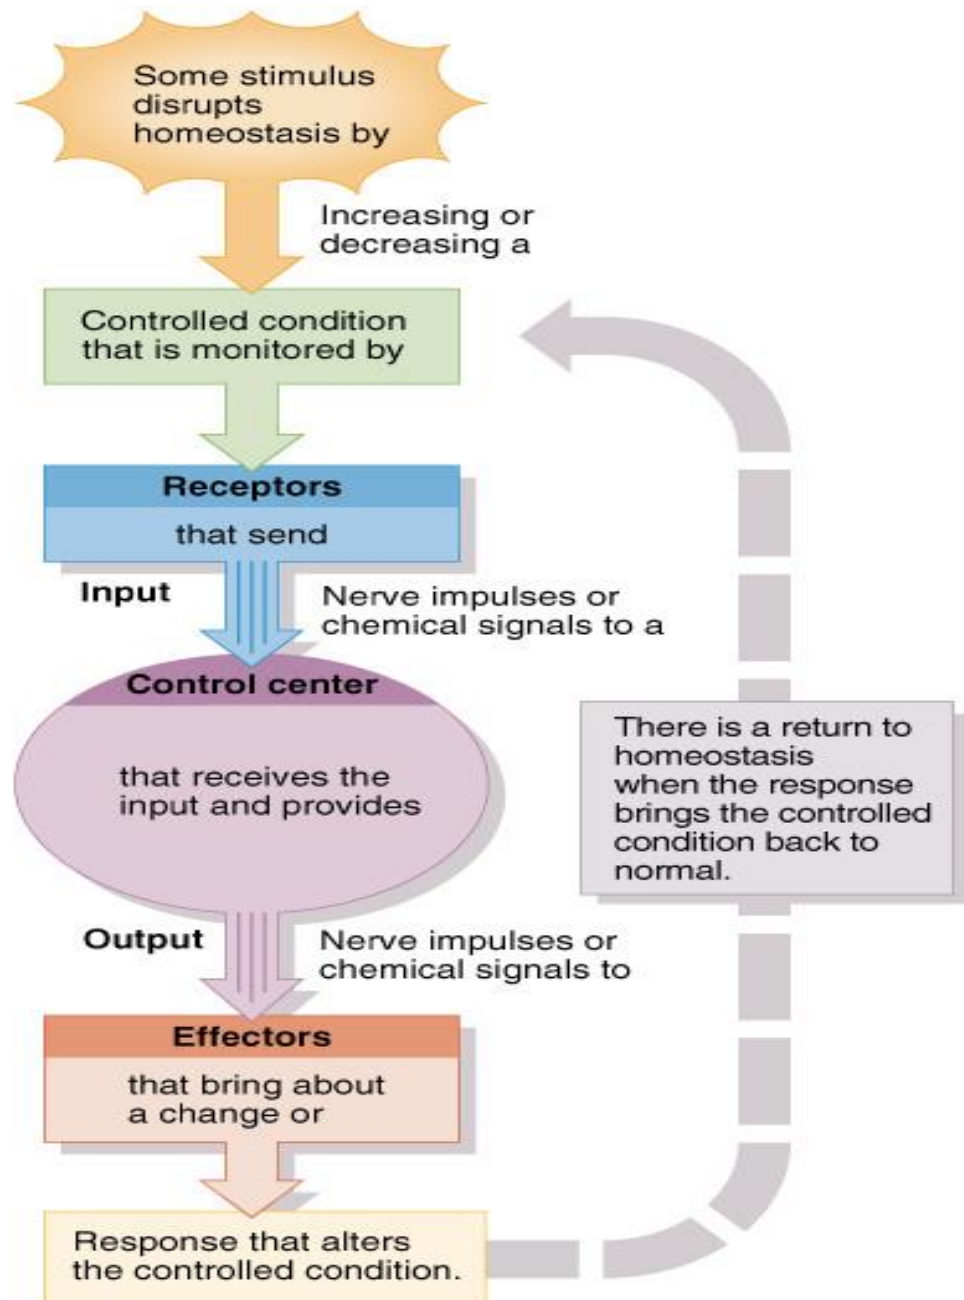 Some stimulus
disrupts
homeostasis by
Increasing or
decreasing a
Controlled condition
that is monitored by
Receptors
that send
Input
Nerve impulses or
chemical signals to a
Control center
that receives the
input and provides
There is a return to
homeostasis
when the response
brings the controlled
condition back to
normal.
Output
Nerve impulses or
chemical signals to
Effectors
that bring about
a change or
Response that alters
the controlled condition.